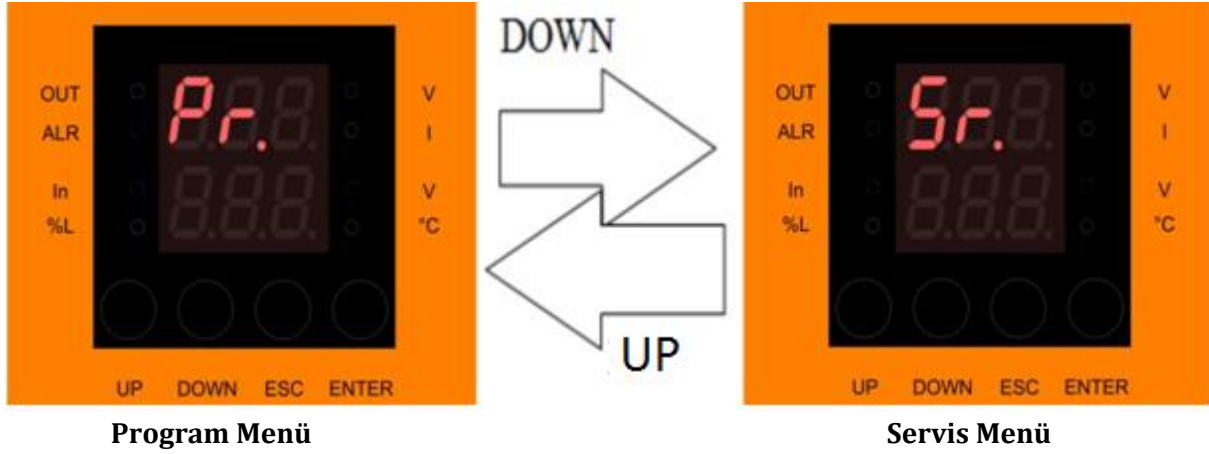 DOWN
OUT
ALR
In
%L
Pr.
V
I
V
°C
UP DOWN ESC ENTER
Program Menü
UP
OUT
ALR
In
%L
Sr.
V
I
V
°C
UP DOWN ESC ENTER
Servis Menü